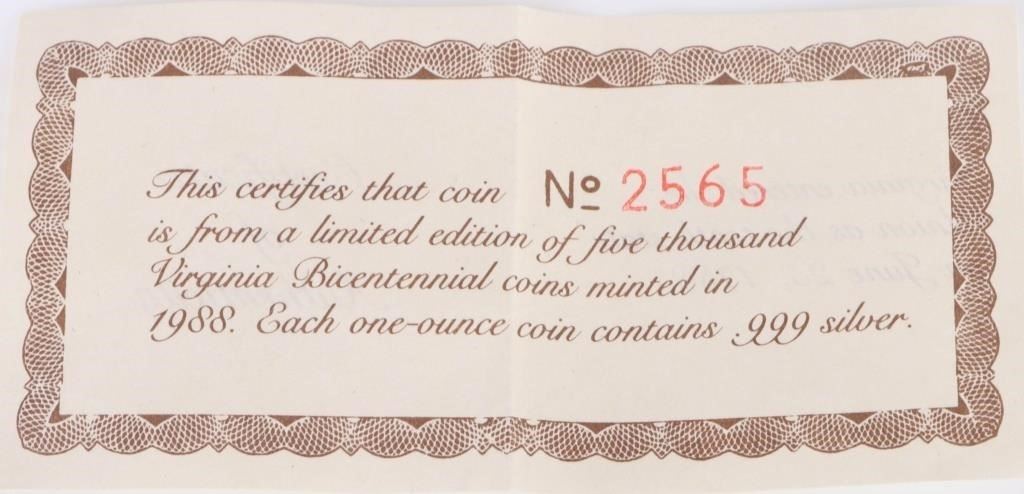 This certifies that coin № 2565
is from a limited edition of five thousand
Virginia Bicentennial coins minted in
1988. Each one-ounce coin contains .999 silver.